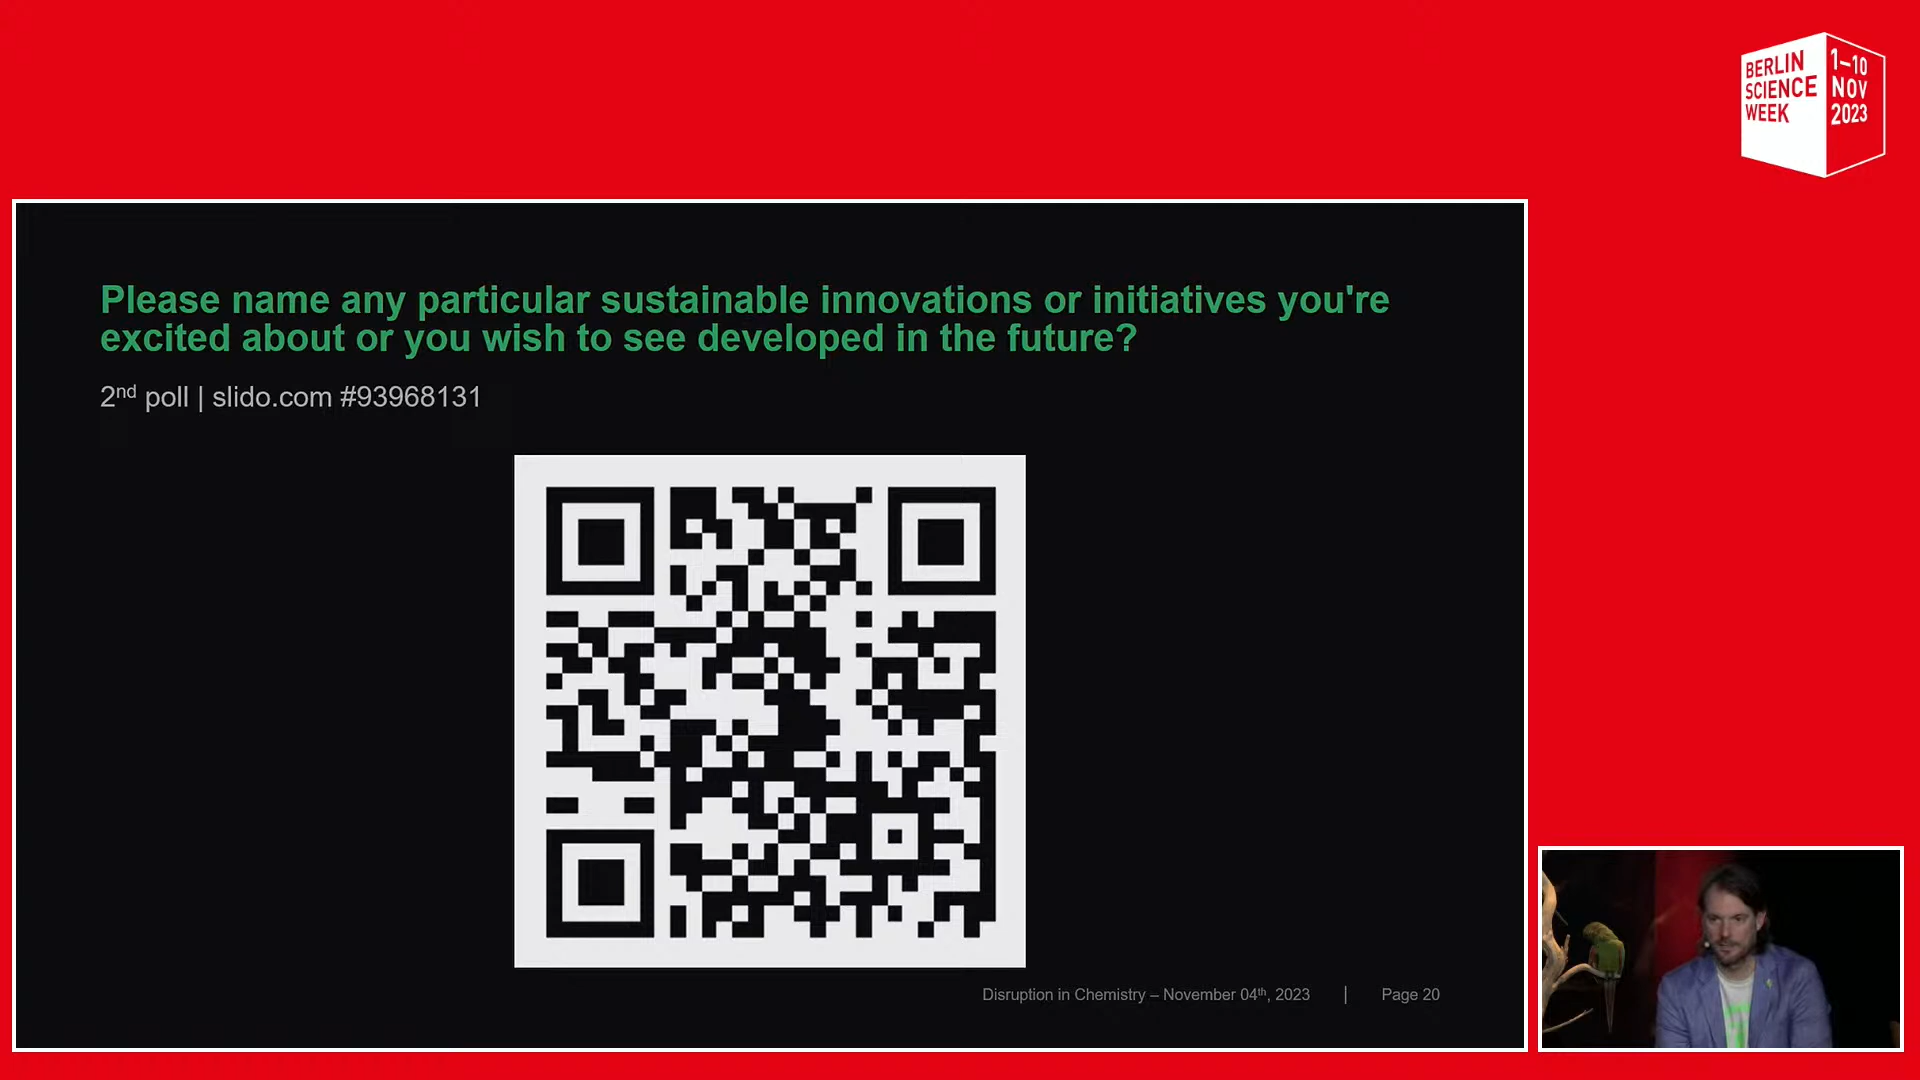 BERLIN
SCIENCE
WEEK
1–10
NOV
2023
Please name any particular sustainable innovations or initiatives you're
excited about or you wish to see developed in the future?
2nd poll | slido.com #93968131
Disruption in Chemistry – November 04th, 2023 | Page 20